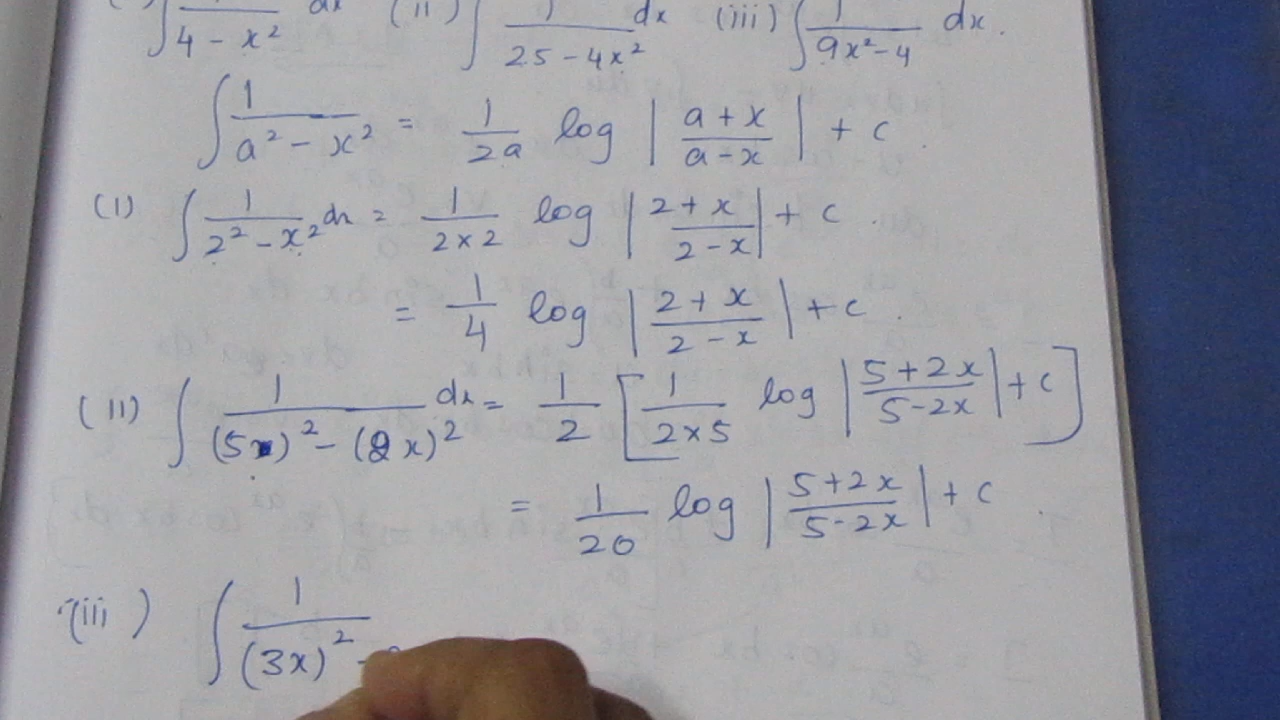 ∫ 1/(4 - x²) dx (ii) ∫ 1/(25 - 4x²) dx (iii) ∫ 1/(9x² - 4) dx.
∫ 1/(a² - x²) = 1/2a log |(a + x)/(a - x)| + c.
(1) ∫ 1/(2² - x²) dx = 1/(2 × 2) log |(2 + x)/(2 - x)| + c.
= 1/4 log |(2 + x)/(2 - x)| + c.
(11) ∫ 1/((5)² - (2x)²) dx = 1/2 [1/(2 × 5) log |(5 + 2x)/(5 - 2x)| + c]
= 1/20 log |(5 + 2x)/(5 - 2x)| + c.
(iii) ∫ 1/((3x)² -